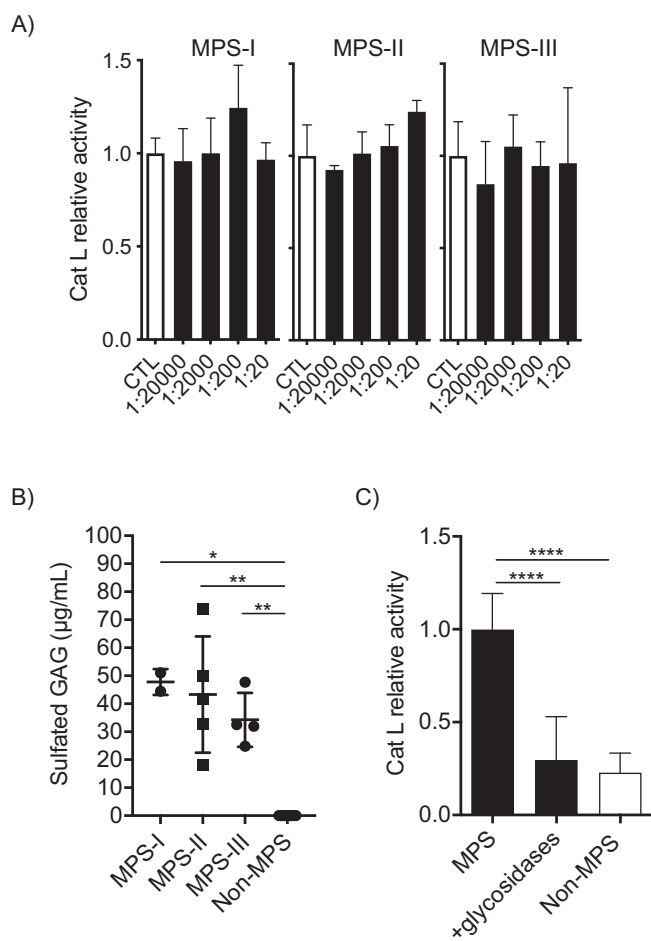 A)
MPS-I MPS-II MPS-III
Cat L relative activity
1.5
1.0
0.5
0.0
CTL 1:20000 1:2000 1:200 1:20 CTL 1:20000 1:2000 1:200 1:20 CTL 1:20000 1:2000 1:200 1:20
B)
Sulfated GAG (µg/mL)
100
90
80
70
60
50
40
30
20
10
0
*
**
**
MPS-I MPS-II MPS-III Non-MPS
C)
Cat L relative activity
1.5
1.0
0.5
0.0
****
****
MPS +glycosidases Non-MPS